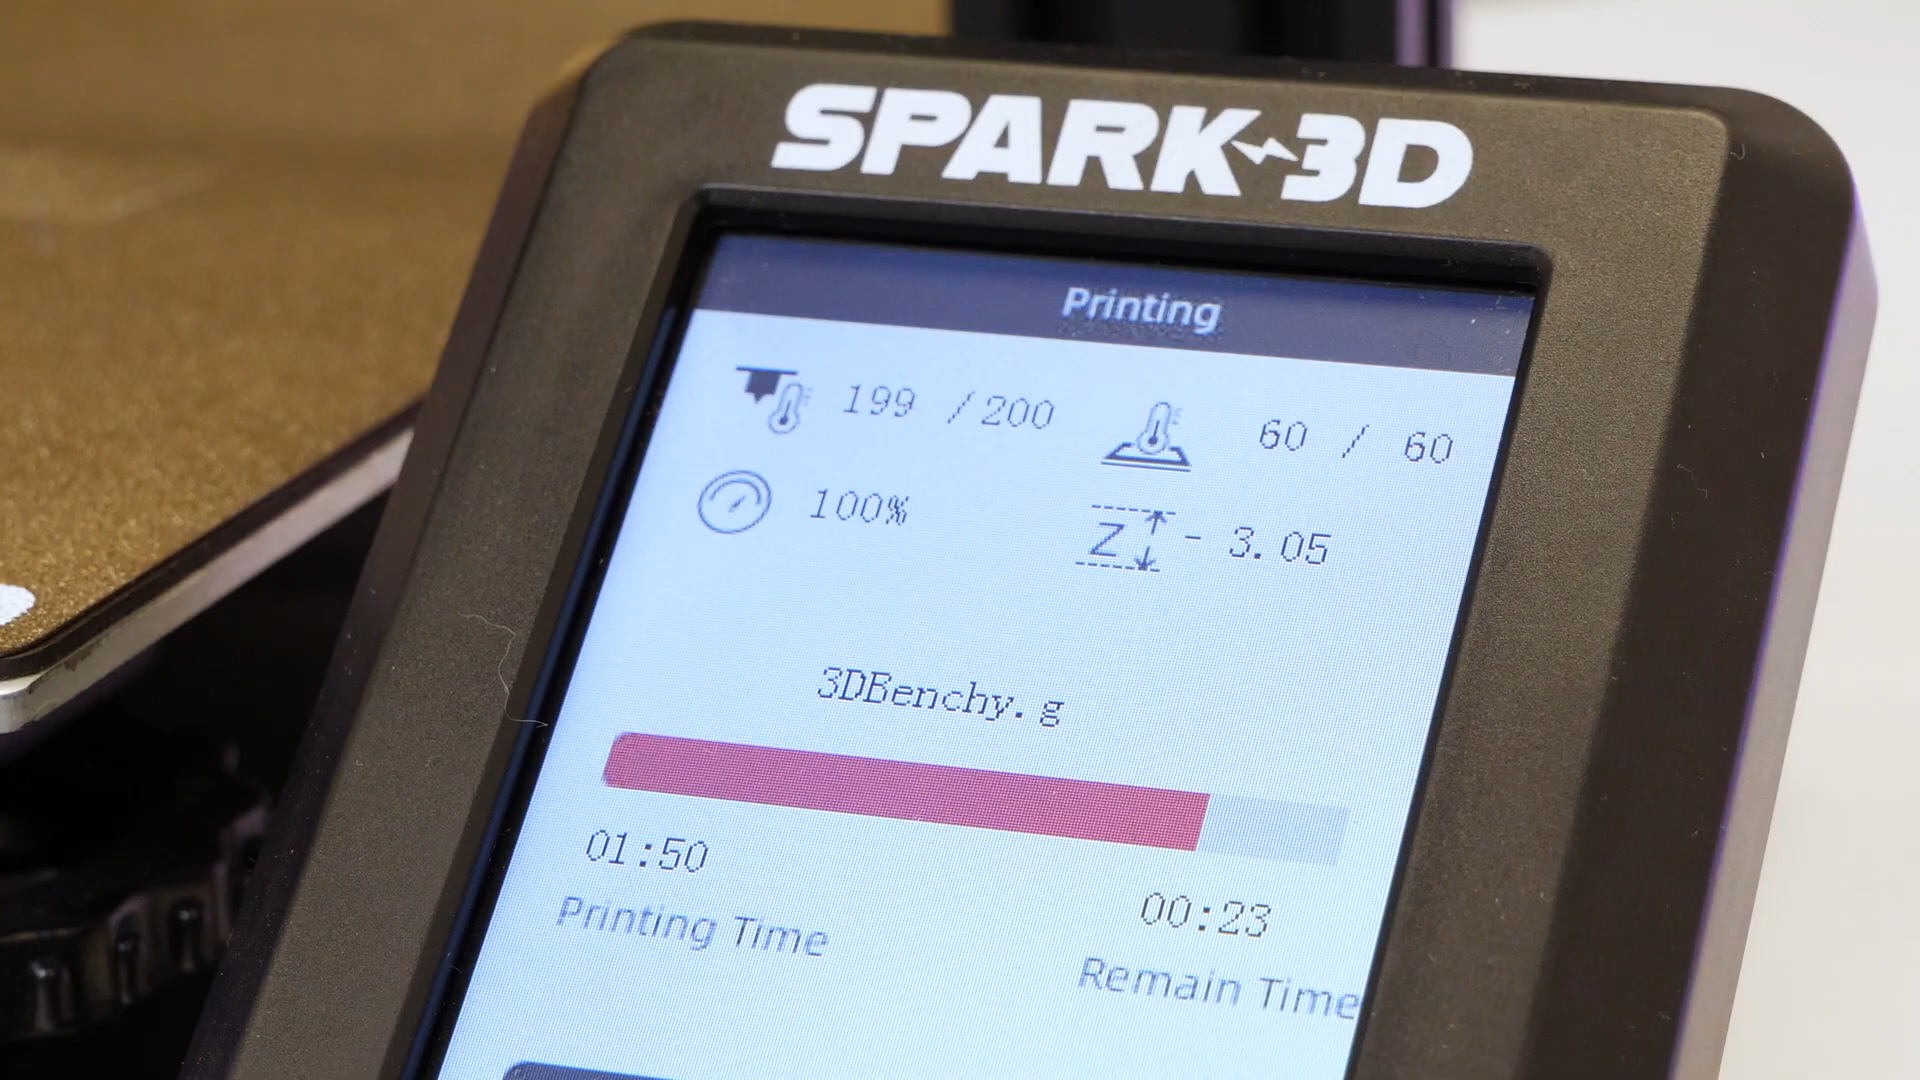 SPARK 3D
Printing
199 / 200
60 / 60
100%
Z - 3.05
3DBenchy.g
01:50
00:23
Printing Time
Remain Time